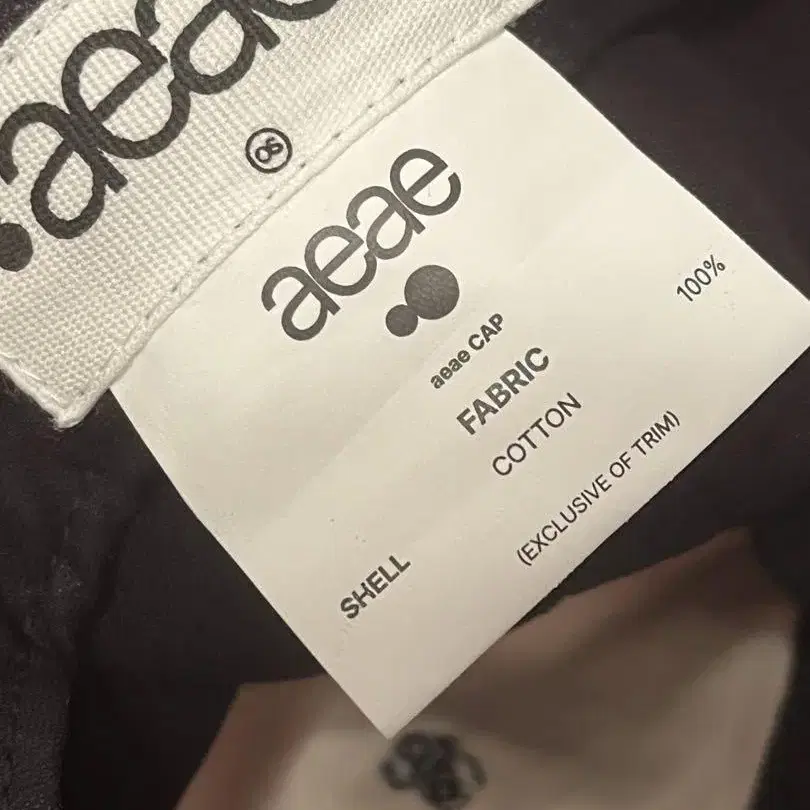 aeae
OS
aeae
aeae CAP
FABRIC
SHELL COTTON 100%
(EXCLUSIVE OF TRIM)